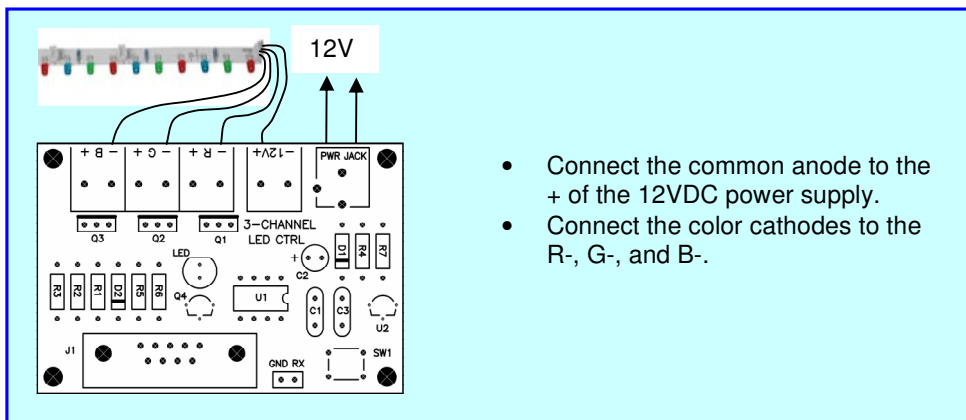 12V
+ B -
+ G -
+ R -
+12V-
PWR JACK
Q3
Q2
Q1
3-CHANNEL
LED CTRL
LED
+
C2
D1
R4
R7
R3
R2
R1
D2
R5
R6
Q4
U1
C1
C3
U2
J1
GND RX
SW1
• Connect the common anode to the
+ of the 12VDC power supply.
• Connect the color cathodes to the
R-, G-, and B-.